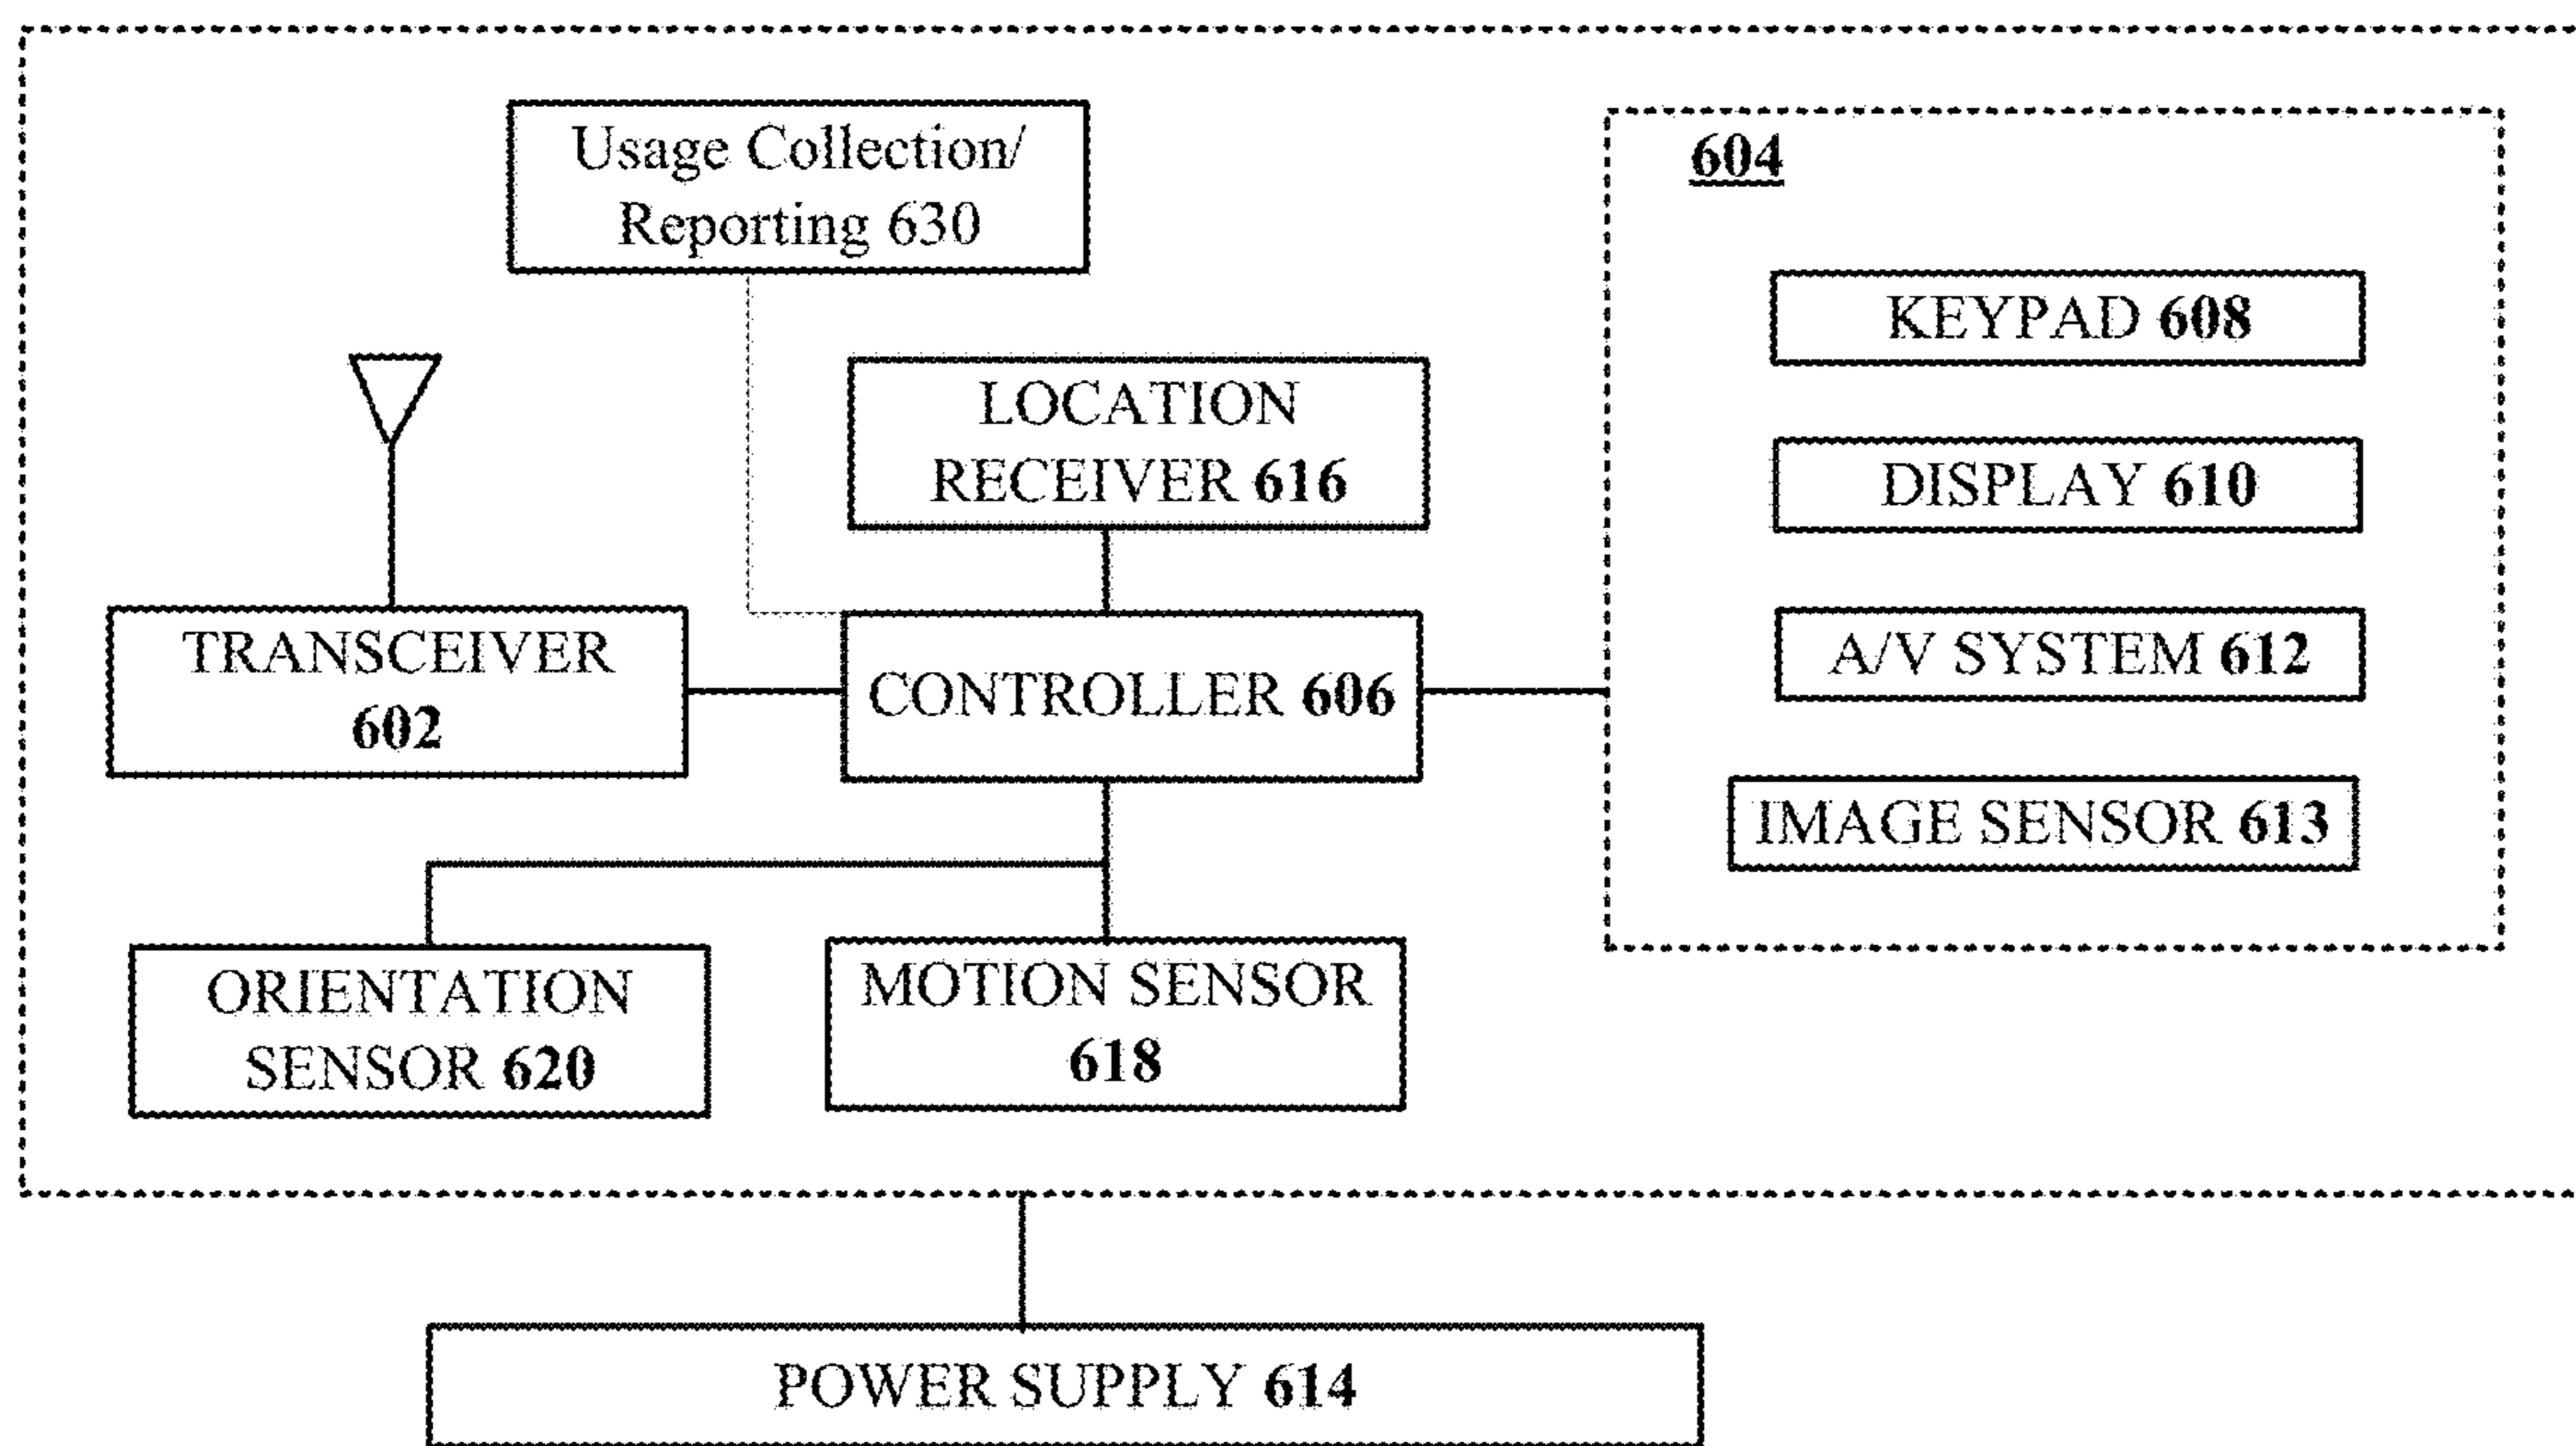 Usage Collection/
Reporting 630
604
KEYPAD 608
LOCATION
RECEIVER 616
DISPLAY 610
TRANSCEIVER
602
CONTROLLER 606
A/V SYSTEM 612
IMAGE SENSOR 613
ORIENTATION
SENSOR 620
MOTION SENSOR
618
POWER SUPPLY 614